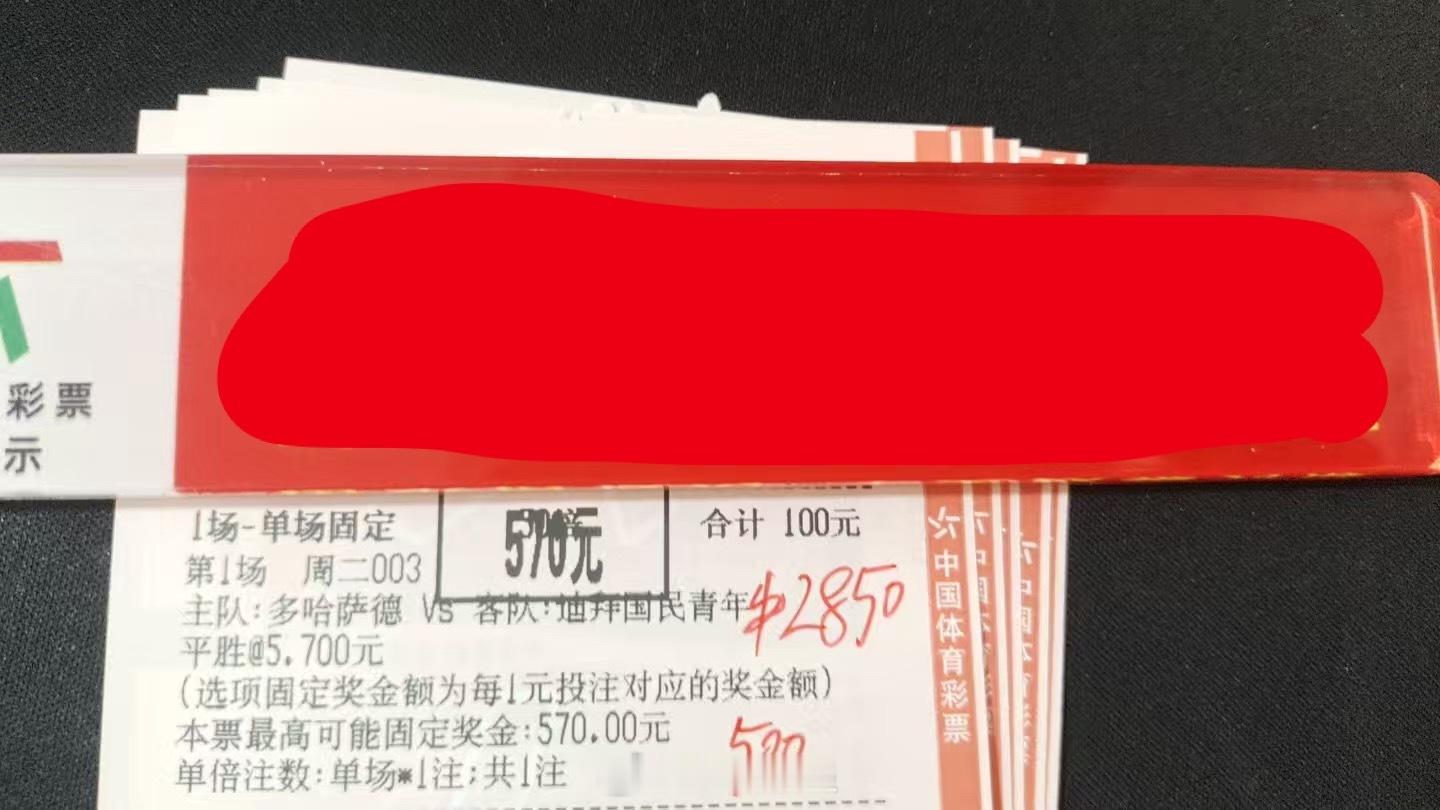 彩票
示
1场-单场固定
570元
合计 100元
第1场 周二003
主队:多哈萨德 Vs 客队:迪拜国民青年
中2850
平胜@5.700元
(选项固定奖金额为每1元投注对应的奖金额)
本票最高可能固定奖金:570.00元
单倍注数:单场*1注;共1注
中国体育彩票